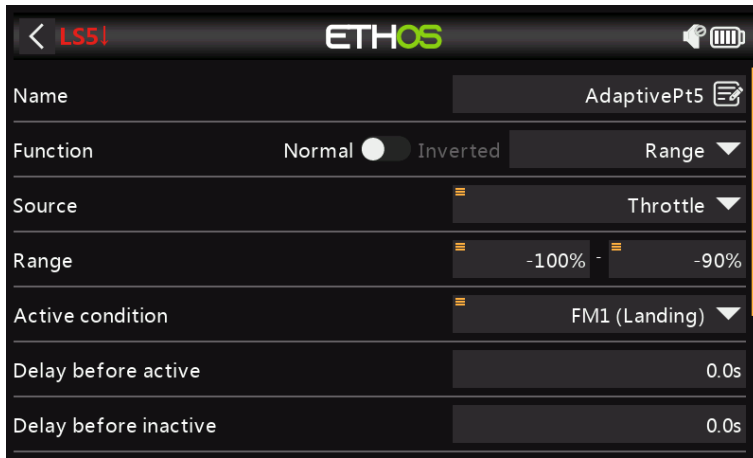 LS5↓ ETHOS
Name AdaptivePt5
Function Normal Inverted Range
Source Throttle
Range -100% - -90%
Active condition FM1 (Landing)
Delay before active 0.0s
Delay before inactive 0.0s